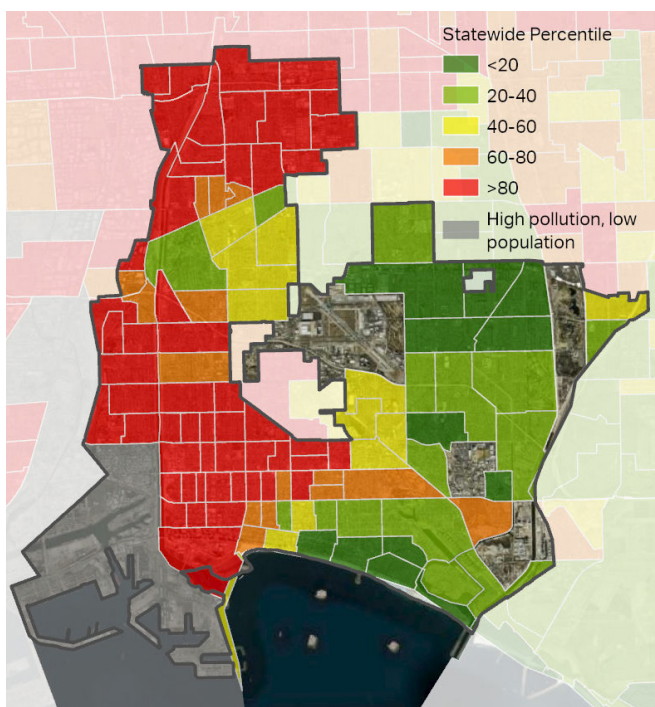 Statewide Percentile
<20
20-40
40-60
60-80
>80
High pollution, low
population